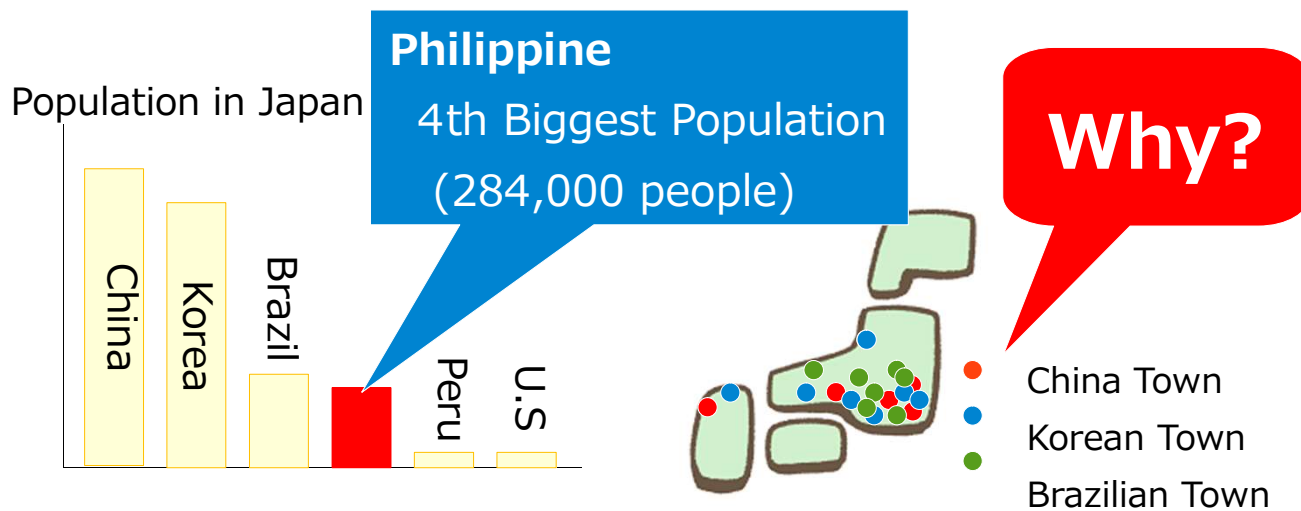 Population in Japan
China
Korea
Brazil
Peru
U.S
Philippine
4th Biggest Population
(284,000 people)
Why?
China Town
Korean Town
Brazilian Town